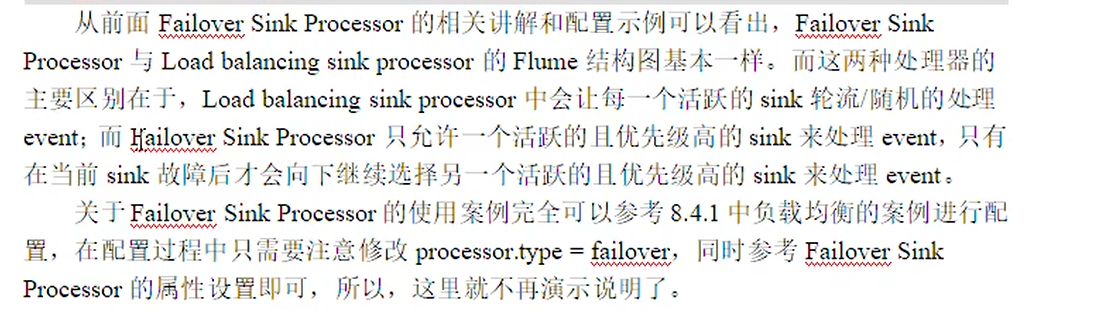 从前面 Failover Sink Processor 的相关讲解和配置示例可以看出，Failover Sink
Processor 与 Load balancing sink processor 的 Flume 结构图基本一样。而这两种处理器的
主要区别在于，Load balancing sink processor 中会让每一个活跃的 sink 轮流/随机的处理
event；而 Failover Sink Processor 只允许一个活跃的且优先级高的 sink 来处理 event，只有
在当前 sink 故障后才会向下继续选择另一个活跃的且优先级高的 sink 来处理 event。
关于 Failover Sink Processor 的使用案例完全可以参考 8.4.1 中负载均衡的案例进行配
置，在配置过程中只需要注意修改 processor.type = failover，同时参考 Failover Sink
Processor 的属性设置即可，所以，这里就不再演示说明了。